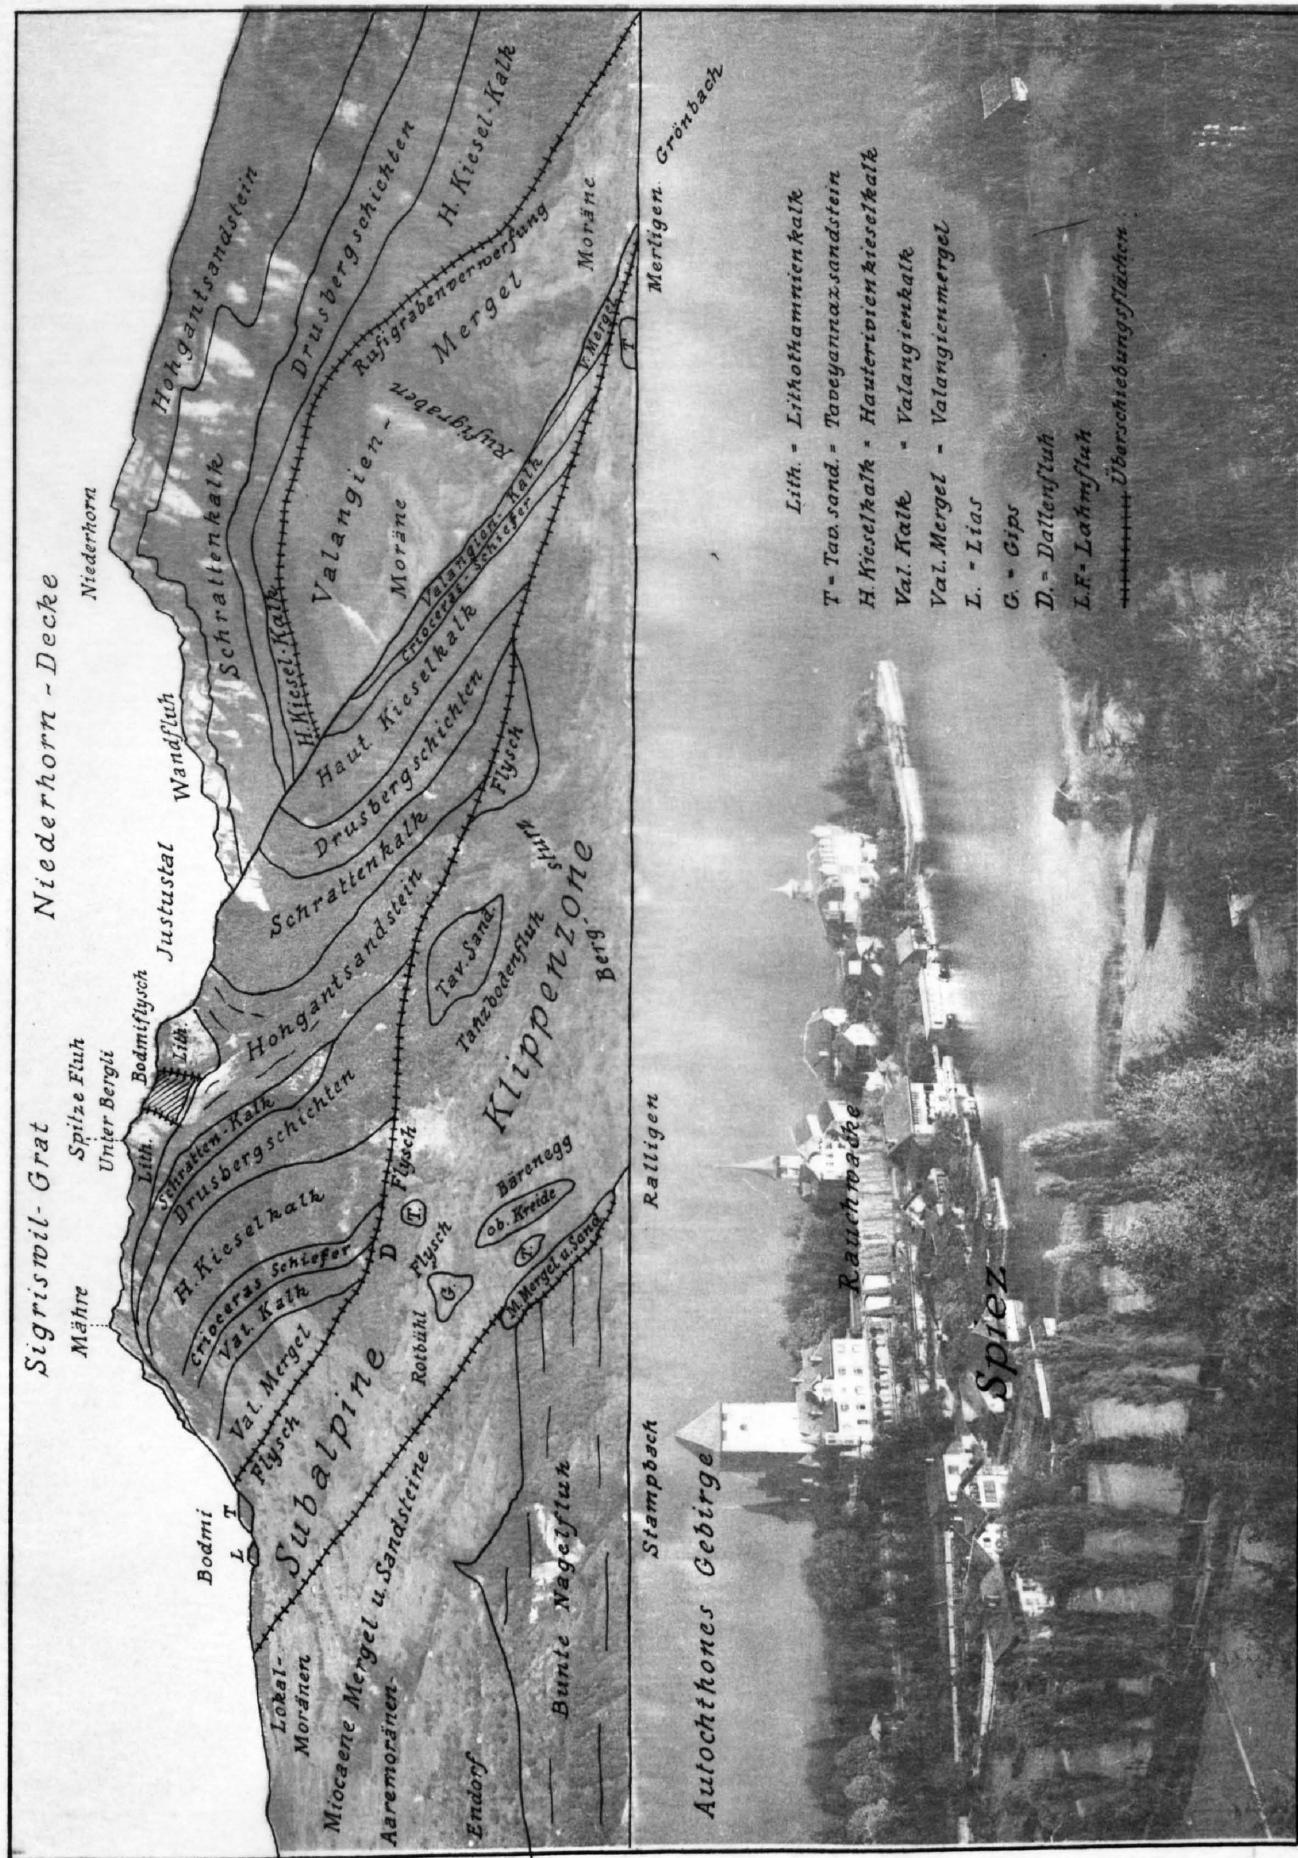 Sigriswil-Grat
Niederhorn-Decke
Mähre
Spitze Fluh
Unter Bergli
Bodmiflysch
Justustal
Wandfluh
Niederhorn
Bodmi
L
T
Lith.
Lith.
Hohgantsandstein
Schrattenkalk
Drusbergschichten
H. Kiesel-Kalk
H. Kiesel-Kalk
Rufigrabenverwerfung
Valangien-
Mergel
Rufigraben
Moräne
Moräne
Valangien-Kalk
Crioceras-Schiefer
V. Mergel
T
Haut. Kieselkalk
Drusbergschichten
Schrattenkalk
Hohgantsandstein
Flysch
Schratten-Kalk
Drusbergschichten
H. Kieselkalk
Crioceras Schiefer
Val. Kalk
Val. Mergel
Flysch
D
Flysch
T.
Flysch
G.
Rotbühl
Tav. Sand.
Tanzbodenfluh
Subalpine
Klippenzone
Berg-
sturz
Bärenegg
ob. Kreide
K.
M. Mergel u. Sand
Lokal-
Moränen
Miocaene Mergel u. Sandsteine
Aaremoränen
Endorf
Bunte Nagelfluh
Stampbach
Ralligen
Merligen
Grönbach
Autochthones Gebirge
Rauchwacke
Spiez
Lith. = Lithothamnienkalk
T = Tav. sand. = Taveyannazsandstein
H. Kieselkalk = Hauterivienkieselkalk
Val. Kalk = Valangienkalk
Val. Mergel = Valangienmergel
L. = Lias
G. = Gips
D. = Dallenfluh
L.F. = Lahmfluh
Überschiebungsflächen.